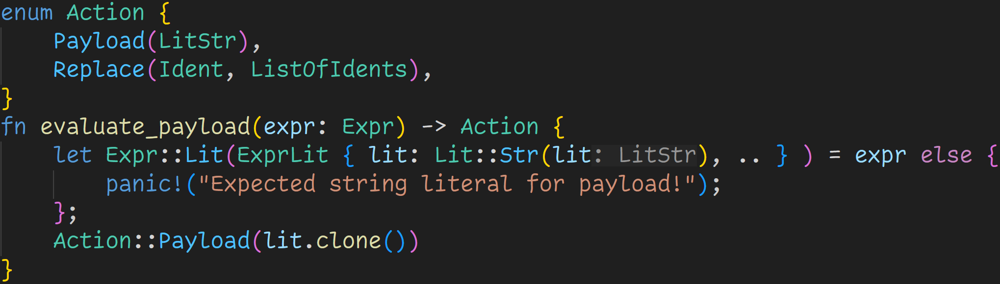 enum Action {
    Payload(LitStr),
    Replace(Ident, ListOfIdents),
}
fn evaluate_payload(expr: Expr) -> Action {
    let Expr::Lit(ExprLit { lit: Lit::Str(lit: LitStr), .. } ) = expr else {
        panic!("Expected string literal for payload!");
    };
    Action::Payload(lit.clone())
}